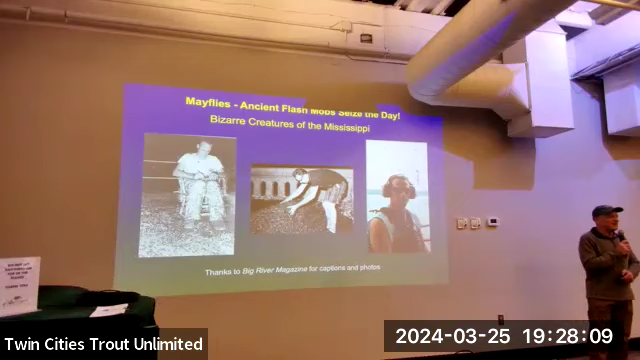 Mayflies - Ancient Flash Mobs Seize the Day!
Bizarre Creatures of the Mississippi
Thanks to Big River Magazine for captions and photos
Twin Cities Trout Unlimited
2024-03-25 19:28:09